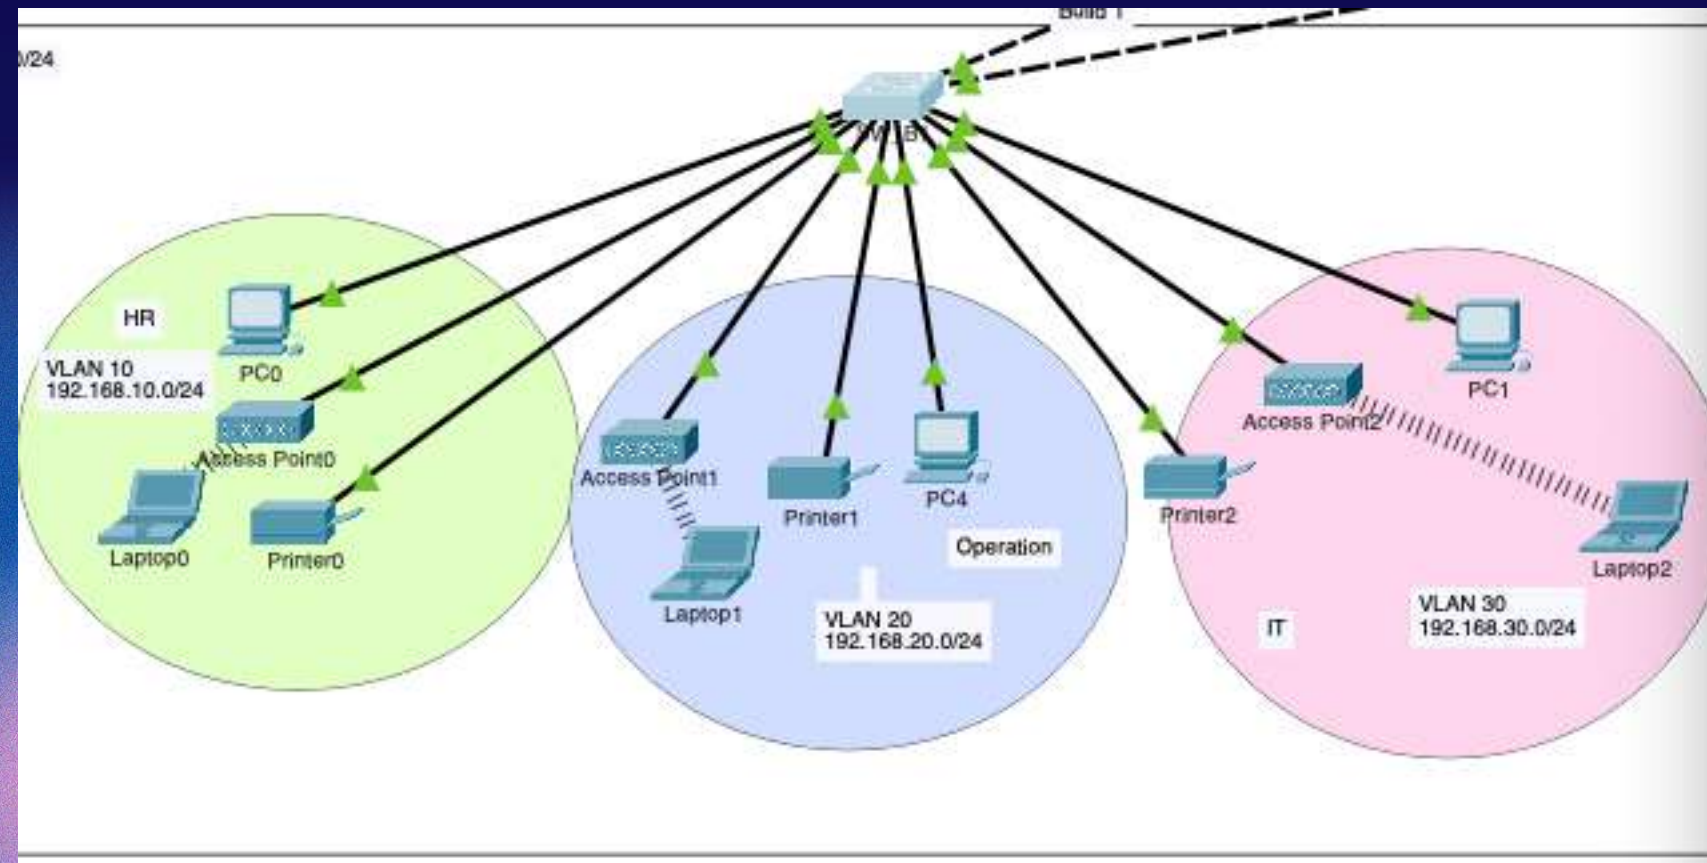 Build 1
0/24
HR
VLAN 10
192.168.10.0/24
PC0
Access Point0
Laptop0
Printer0
Access Point1
Laptop1
Printer1
PC4
Operation
VLAN 20
192.168.20.0/24
Printer2
Access Point2
PC1
Laptop2
IT
VLAN 30
192.168.30.0/24